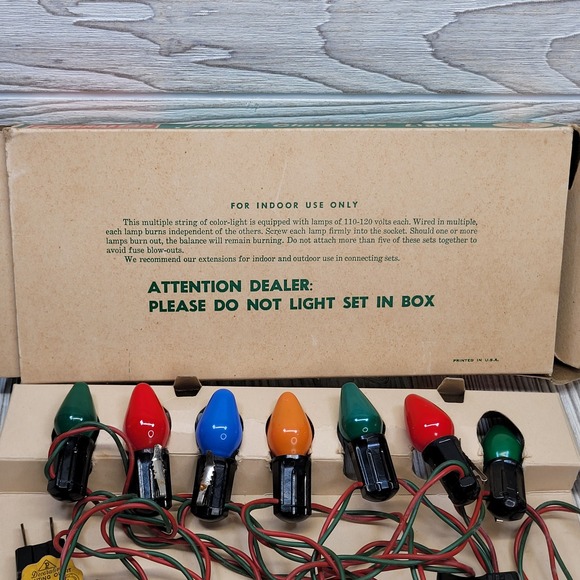 Indoor Christmas Lights
FOR INDOOR USE ONLY
This multiple string of color-light is equipped with lamps of 110-120 volts each. Wired in multiple,
each lamp burns independent of the others. Screw each lamp firmly into the socket. Should one or more
lamps burn out, the balance will remain burning. Do not attach more than five of these sets together to
avoid fuse blow-outs.
We recommend our extensions for indoor and outdoor use in connecting sets.
ATTENTION DEALER:
PLEASE DO NOT LIGHT SET IN BOX
PRINTED IN U.S.A.